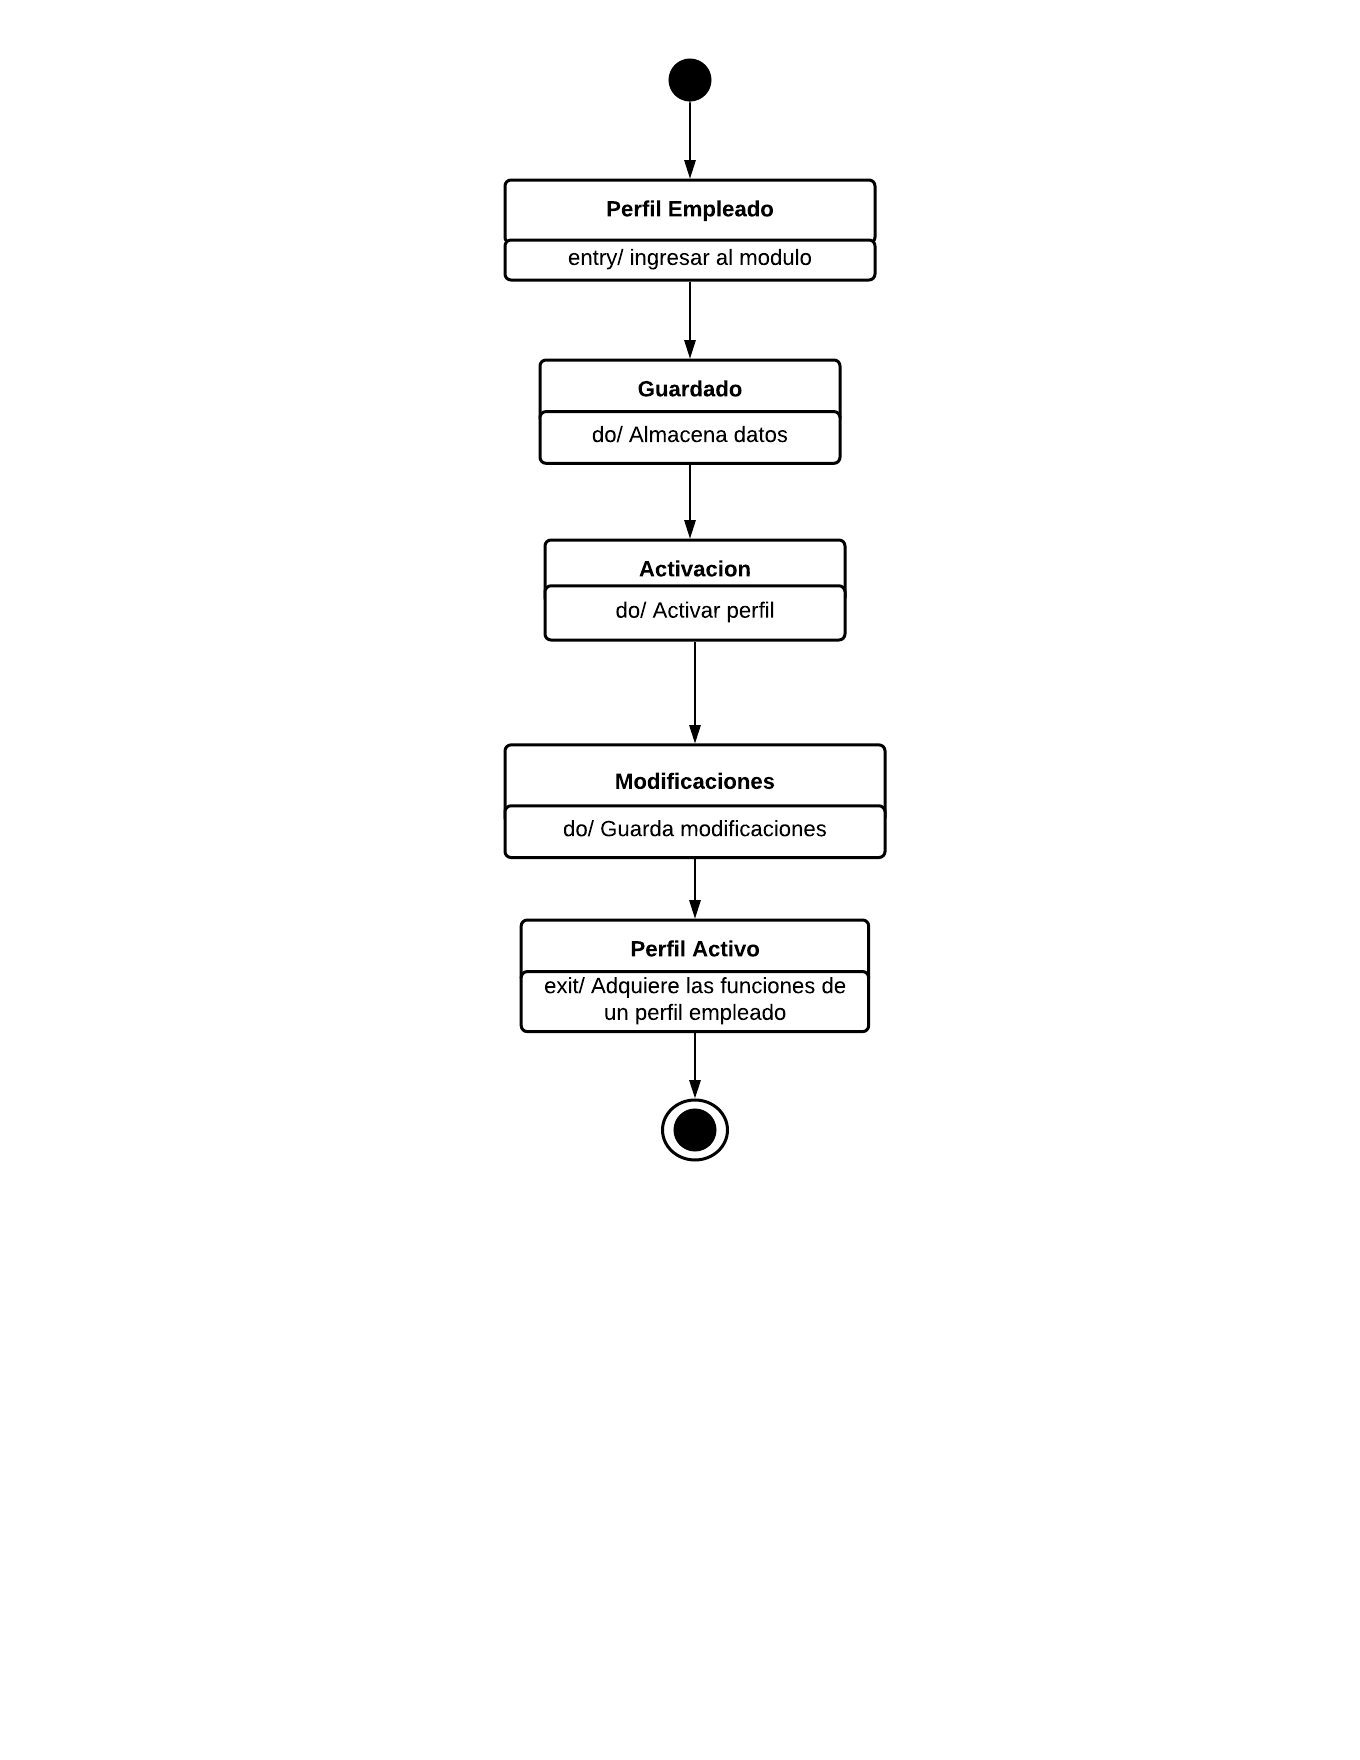 Perfil Empleado
entry/ ingresar al modulo
Guardado
do/ Almacena datos
Activacion
do/ Activar perfil
Modificaciones
do/ Guarda modificaciones
Perfil Activo
exit/ Adquiere las funciones de
un perfil empleado